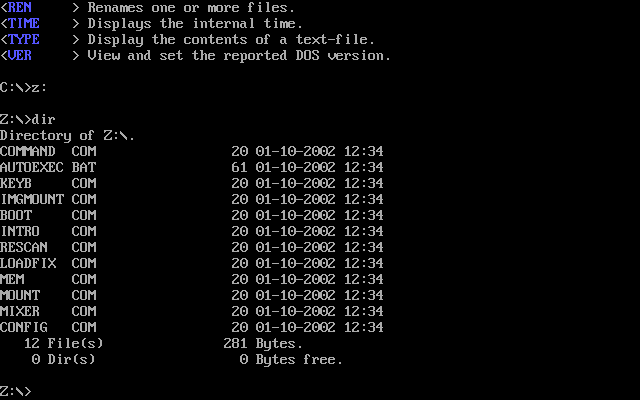 <REN     > Renames one or more files.
<TIME    > Displays the internal time.
<TYPE    > Display the contents of a text-file.
<VER     > View and set the reported DOS version.

C:\>z:

Z:\>dir
Directory of Z:\.
COMMAND  COM                 20 01-10-2002 12:34
AUTOEXEC BAT                 61 01-10-2002 12:34
KEYB     COM                 20 01-10-2002 12:34
IMGMOUNT COM                 20 01-10-2002 12:34
BOOT     COM                 20 01-10-2002 12:34
INTRO    COM                 20 01-10-2002 12:34
RESCAN   COM                 20 01-10-2002 12:34
LOADFIX  COM                 20 01-10-2002 12:34
MEM      COM                 20 01-10-2002 12:34
MOUNT    COM                 20 01-10-2002 12:34
MIXER    COM                 20 01-10-2002 12:34
CONFIG   COM                 20 01-10-2002 12:34
   12 File(s)               281 Bytes.
    0 Dir(s)                  0 Bytes free.

Z:\>